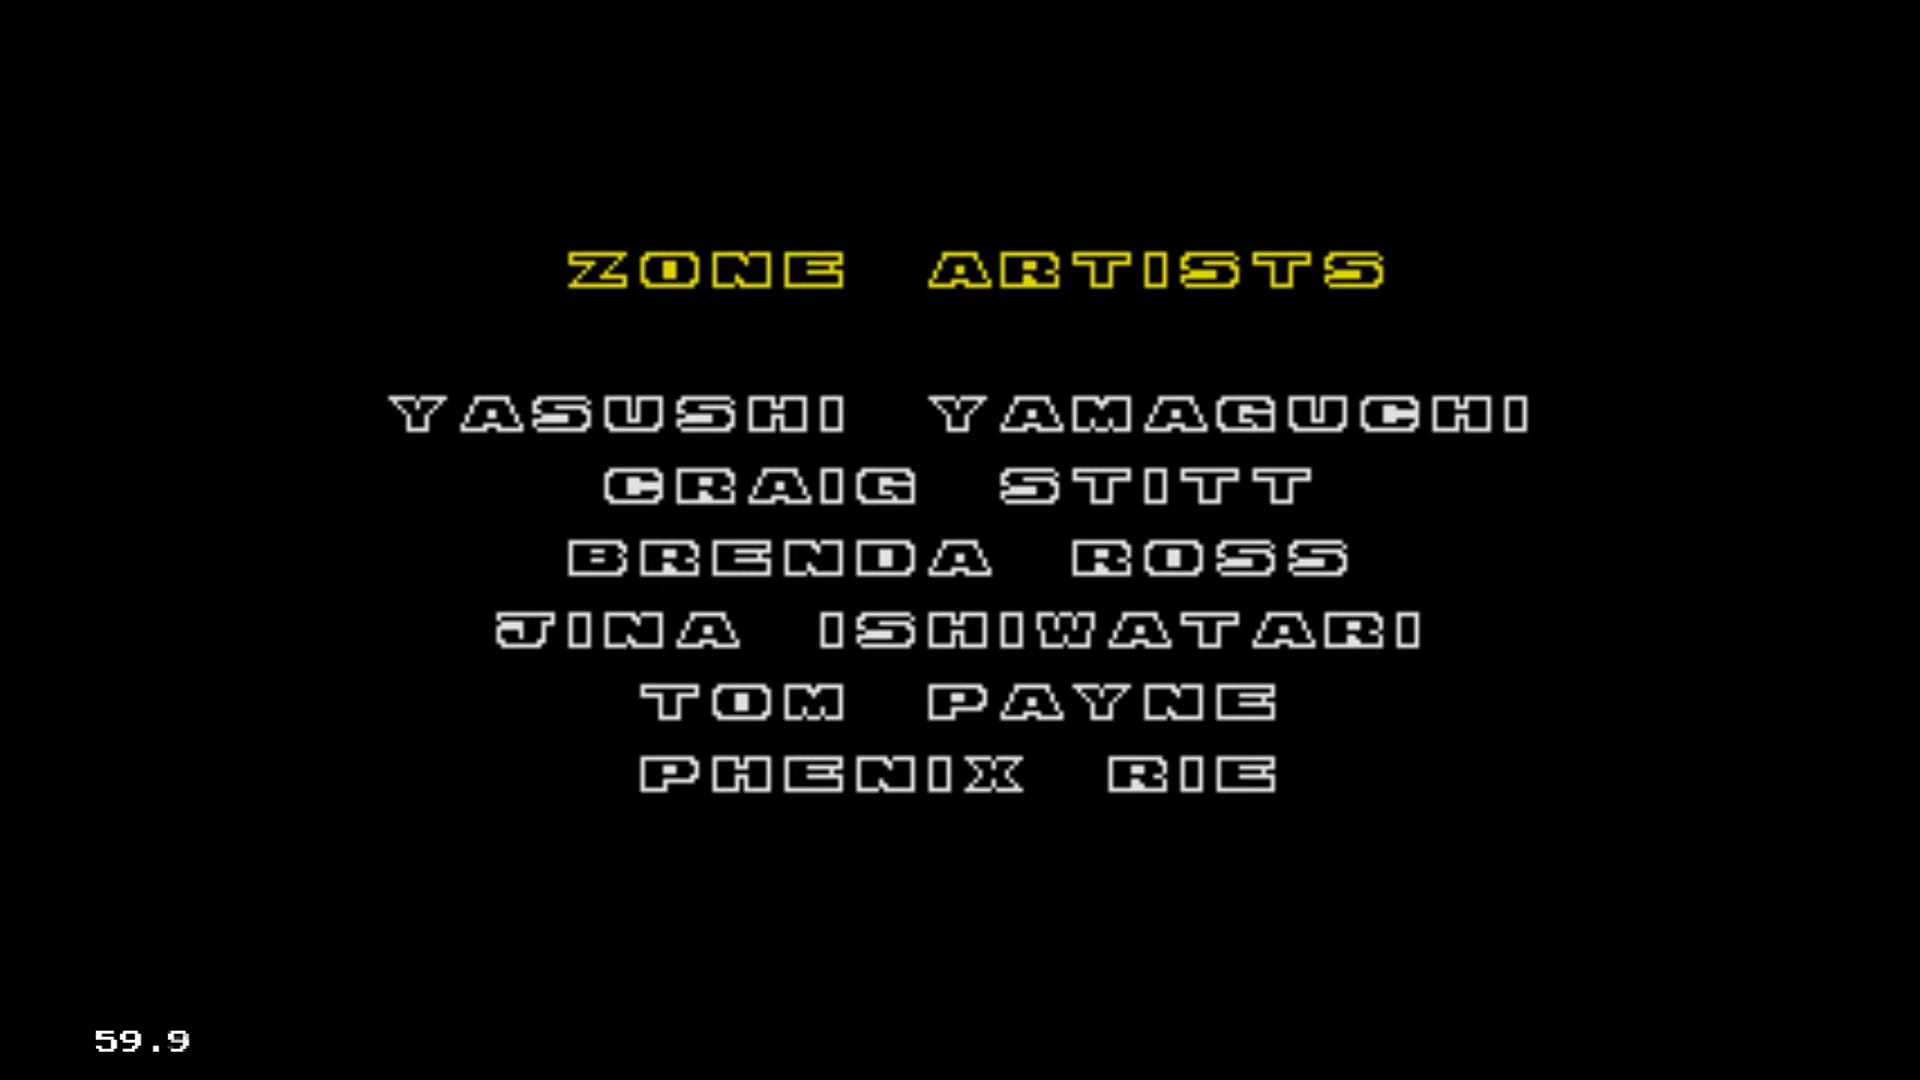 ZONE ARTISTS
YASUSHI YAMAGUCHI
CRAIG STITT
BRENDA ROSS
JINA ISHIWATARI
TOM PAYNE
PHENIX RIE
59.9